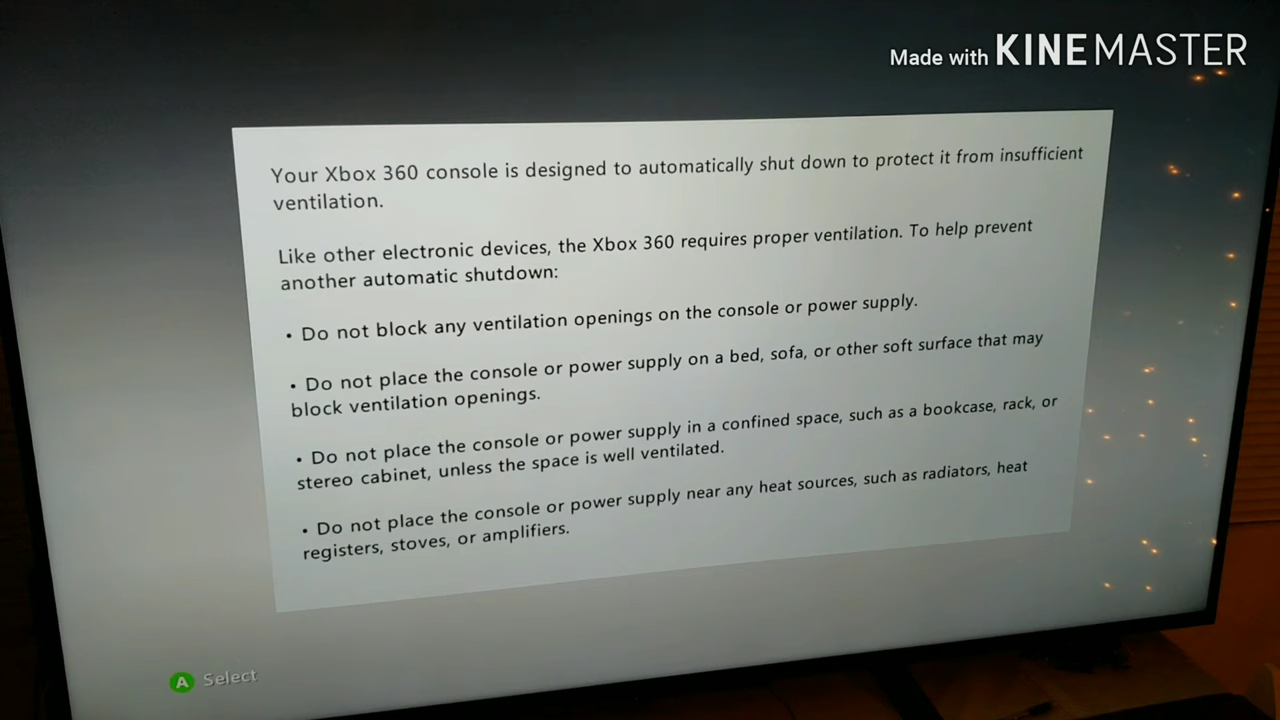 Made with KINEMASTER
Your Xbox 360 console is designed to automatically shut down to protect it from insufficient
ventilation.
Like other electronic devices, the Xbox 360 requires proper ventilation. To help prevent
another automatic shutdown:
• Do not block any ventilation openings on the console or power supply.
• Do not place the console or power supply on a bed, sofa, or other soft surface that may
block ventilation openings.
• Do not place the console or power supply in a confined space, such as a bookcase, rack, or
stereo cabinet, unless the space is well ventilated.
• Do not place the console or power supply near any heat sources, such as radiators, heat
registers, stoves, or amplifiers.
A Select